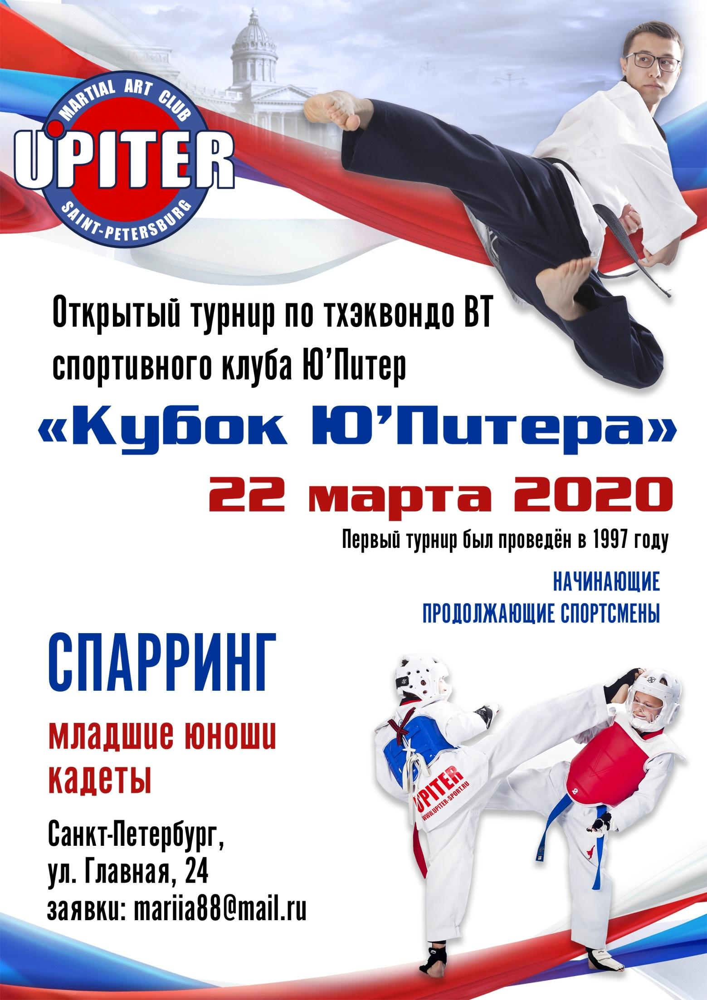 MARTIAL ART CLUB
U'PITER
SAINT-PETERSBURG
Открытый турнир по тхэквондо ВТ
спортивного клуба Ю'Питер
«Кубок Ю'Питера»
22 марта 2020
Первый турнир был проведён в 1997 году
НАЧИНАЮЩИЕ
ПРОДОЛЖАЮЩИЕ СПОРТСМЕНЫ
СПАРРИНГ
младшие юноши
кадеты
Санкт-Петербург,
ул. Главная, 24
заявки: mariia88@mail.ru
U'PITER
WWW.UPITER-SPORT.RU
2